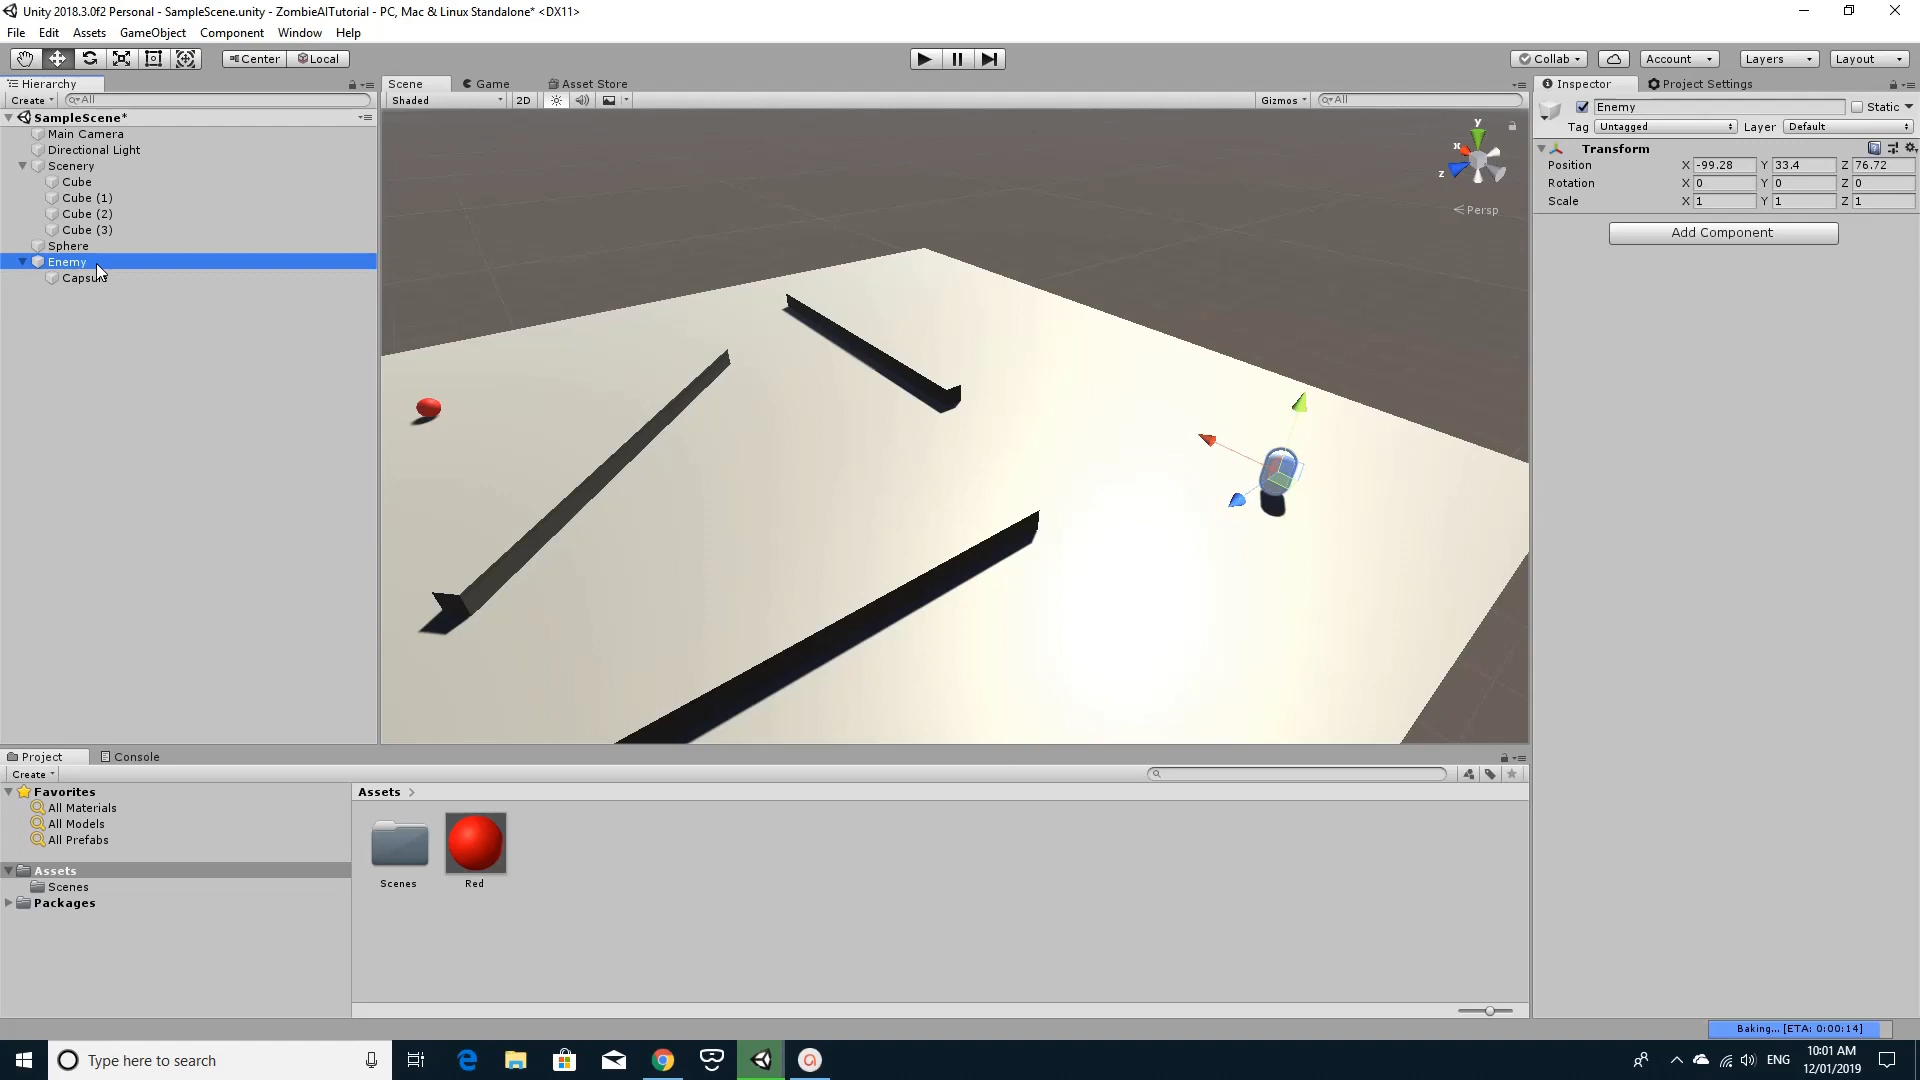 Unity 2018.3.0f2 Personal - SampleScene.unity - ZombieAITutorial - PC, Mac & Linux Standalone* <DX11>
File Edit Assets GameObject Component Window Help
Center Local Collab Account Layers Layout
Hierarchy Scene Game Asset Store Inspector Project Settings
Create All Shaded 2D Gizmos All
Enemy Static
SampleScene*
Main Camera
Directional Light
Scenery
Cube
Cube (1)
Cube (2)
Cube (3)
Sphere
Enemy
Tag Untagged Layer Default
Transform
Position X -99.28 Y 33.4 Z 76.72
Rotation X 0 Y 0 Z 0
Scale X 1 Y 1 Z 1
Add Component
y
x
z
Persp
Project Console
Create
Favorites
All Materials
All Models
All Prefabs
Assets
Scenes
Packages
Assets
Scenes Red
Baking... [ETA: 0:00:14]
Type here to search
ENG
10:01 AM
12/01/2019